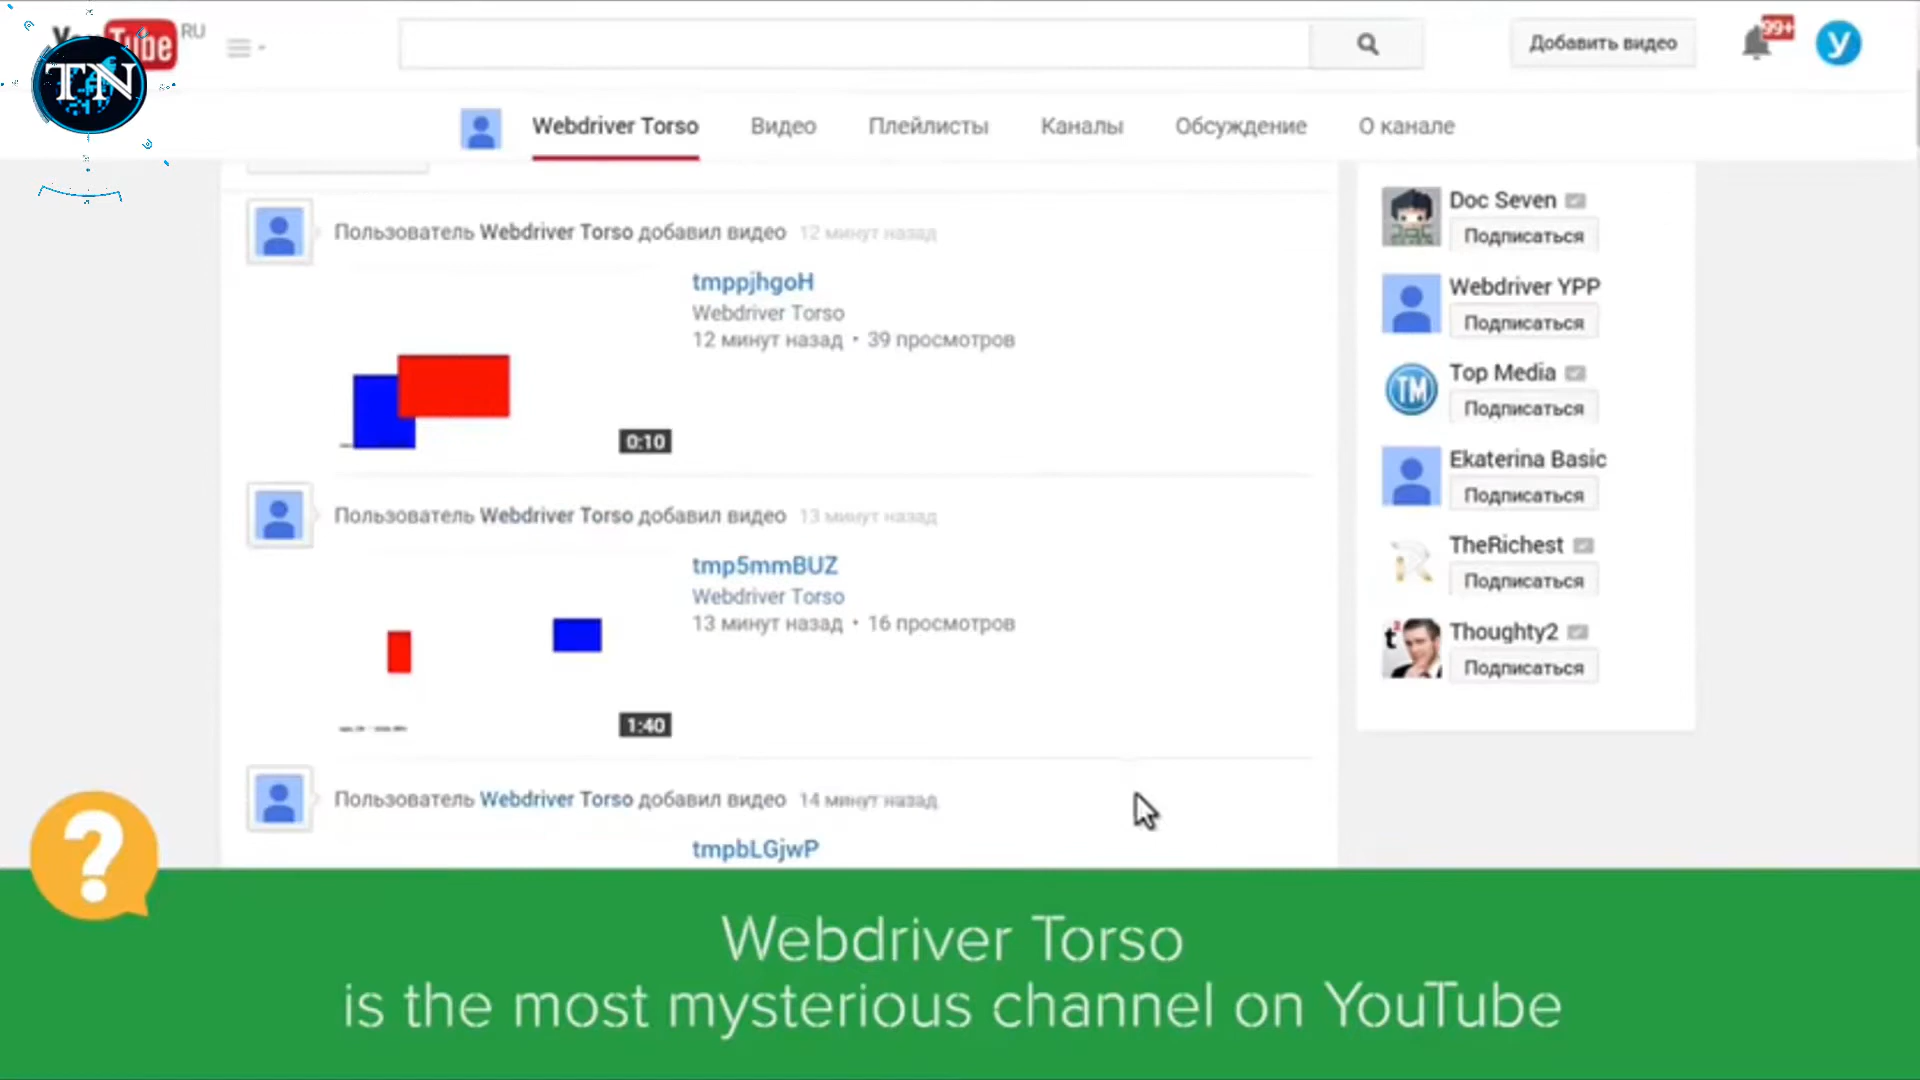 YouTube RU
TN
Добавить видео
99+
У
Webdriver Torso
Видео
Плейлисты
Каналы
Обсуждение
О канале
Пользователь Webdriver Torso добавил видео 12 минут назад
tmppjhgoH
Webdriver Torso
12 минут назад • 39 просмотров
0:10
Пользователь Webdriver Torso добавил видео 13 минут назад
tmp5mmBUZ
Webdriver Torso
13 минут назад • 16 просмотров
1:40
Пользователь Webdriver Torso добавил видео 14 минут назад
tmpbLGjwP
Doc Seven
Подписаться
Webdriver YPP
Подписаться
TM
Top Media
Подписаться
Ekaterina Basic
Подписаться
TheRichest
Подписаться
t2
Thoughty2
Подписаться
?
Webdriver Torso
is the most mysterious channel on YouTube